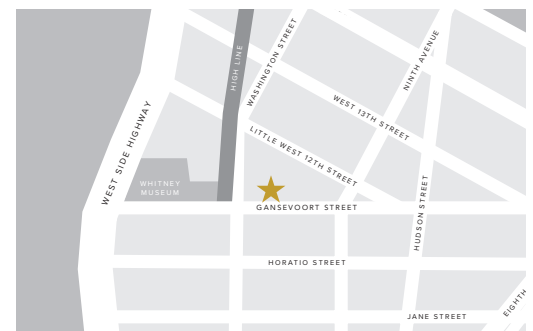 HIGH LINE
WASHINGTON STREET
NINTH AVENUE
WEST 13TH STREET
WEST SIDE HIGHWAY
LITTLE WEST 12TH STREET
WHITNEY
MUSEUM
GANSEVOORT STREET
HUDSON STREET
HORATIO STREET
EIGHTH
JANE STREET